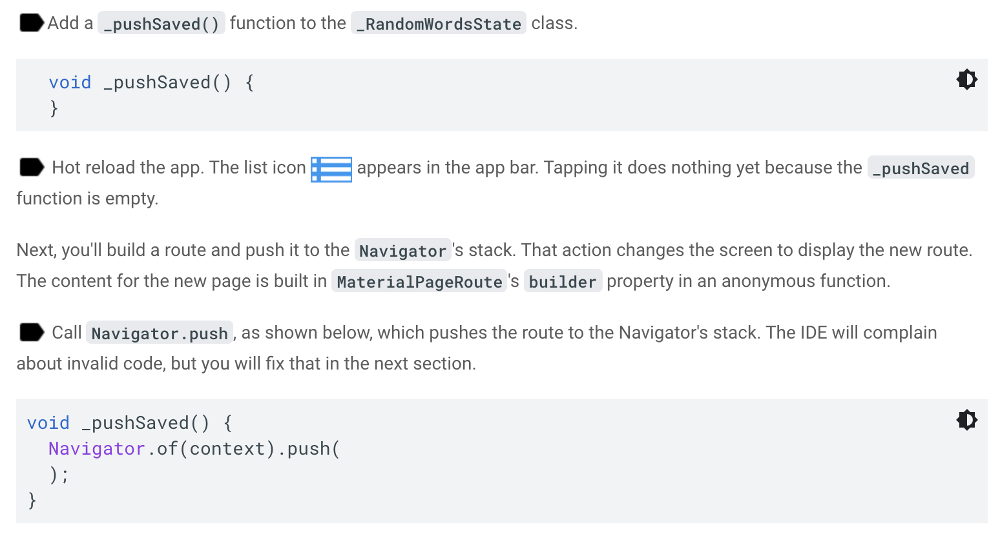 Add a _pushSaved() function to the _RandomWordsState class.
void _pushSaved() {
}
Hot reload the app. The list icon appears in the app bar. Tapping it does nothing yet because the _pushSaved
function is empty.
Next, you'll build a route and push it to the Navigator's stack. That action changes the screen to display the new route.
The content for the new page is built in MaterialPageRoute's builder property in an anonymous function.
Call Navigator.push, as shown below, which pushes the route to the Navigator's stack. The IDE will complain
about invalid code, but you will fix that in the next section.
void _pushSaved() {
  Navigator.of(context).push(
  );
}